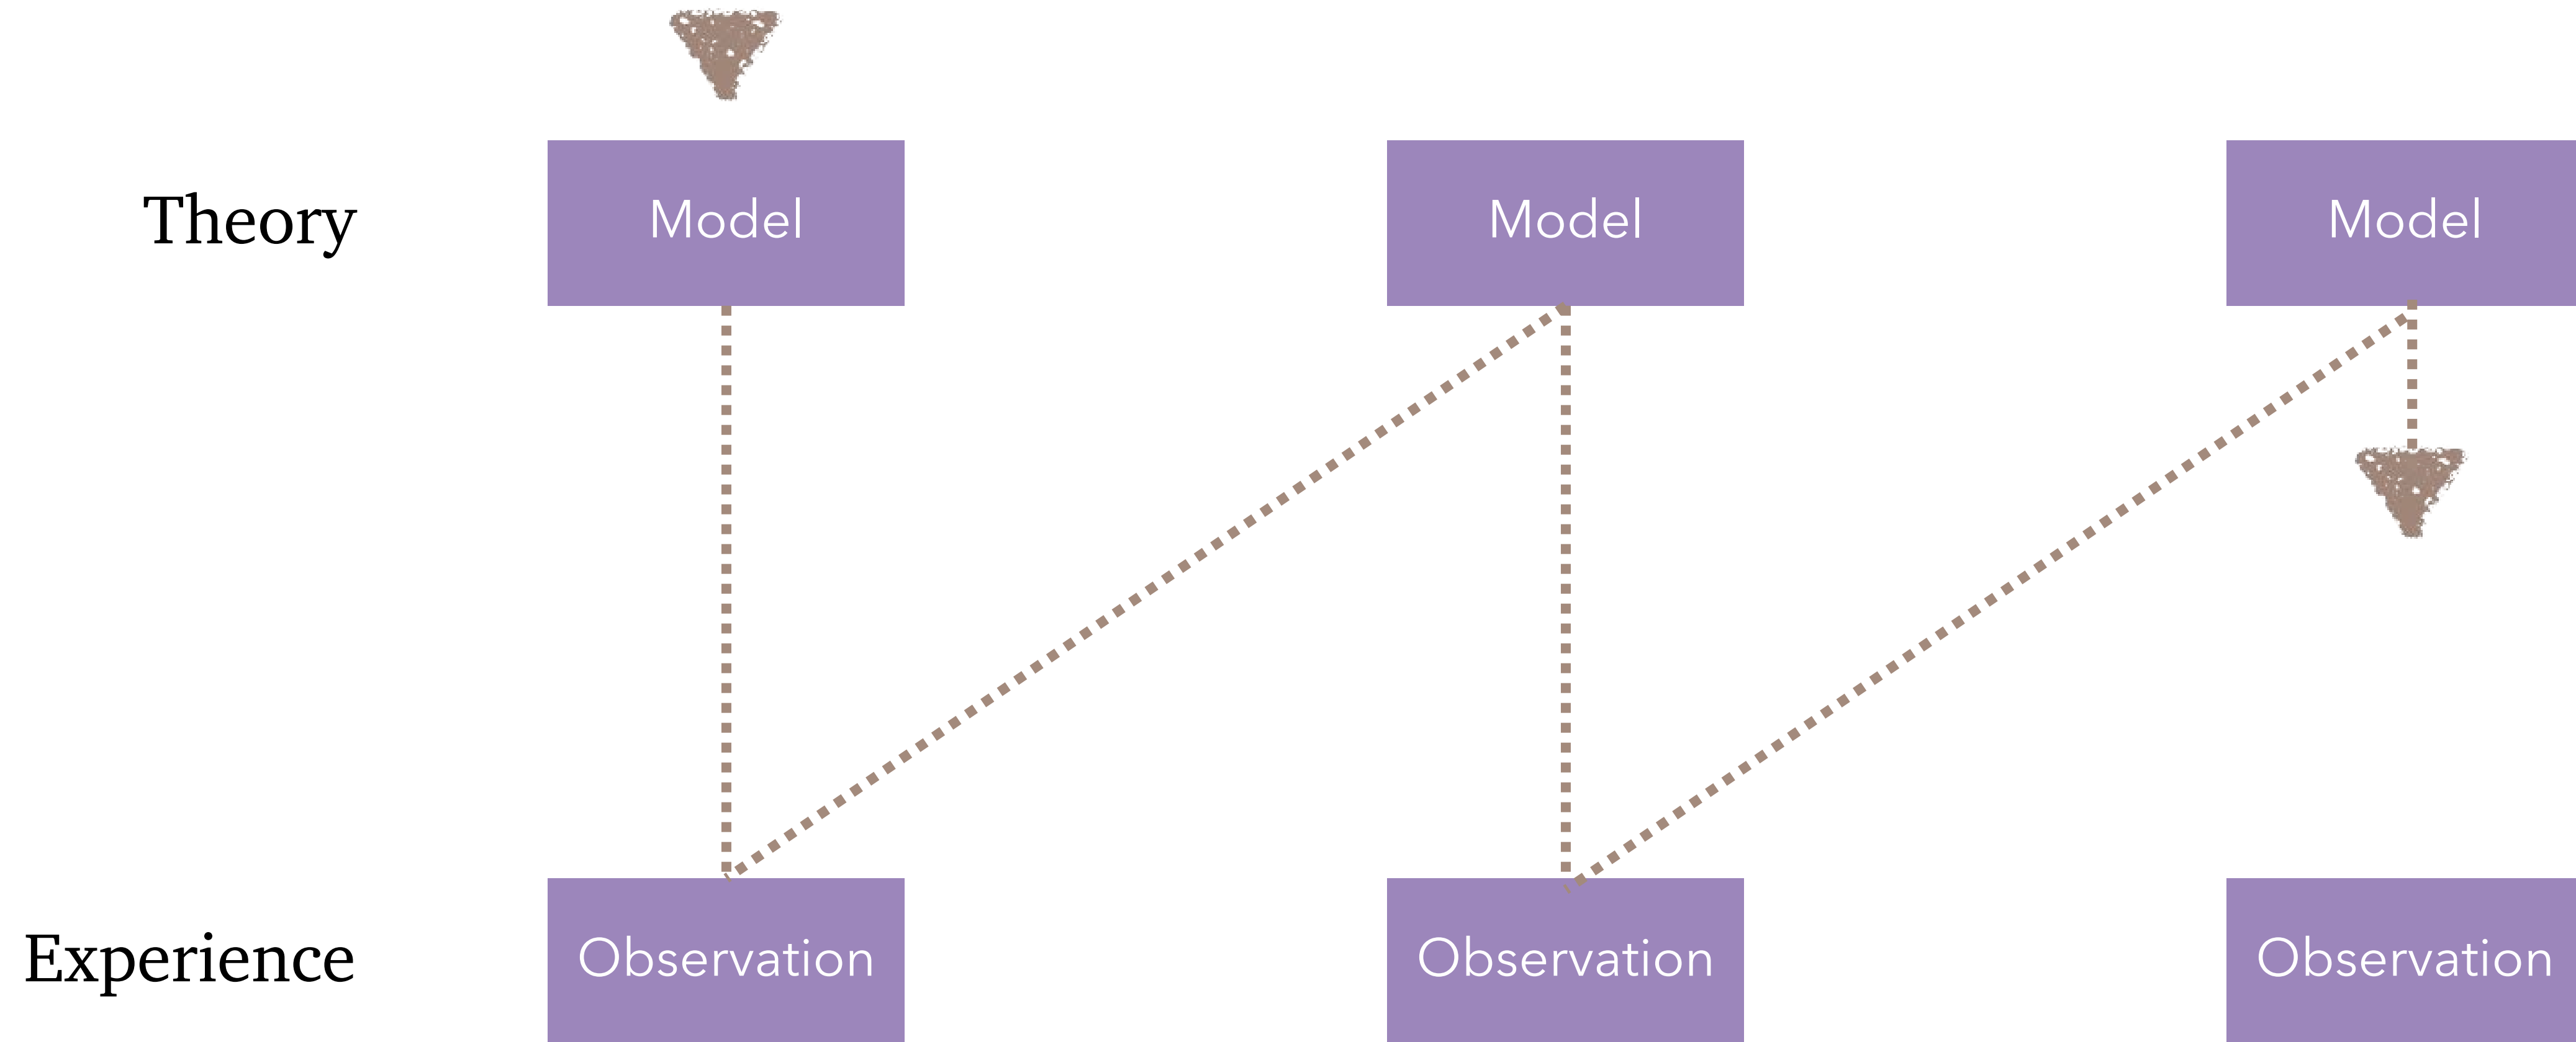 Theory
Model
Model
Model
Experience
Observation
Observation
Observation